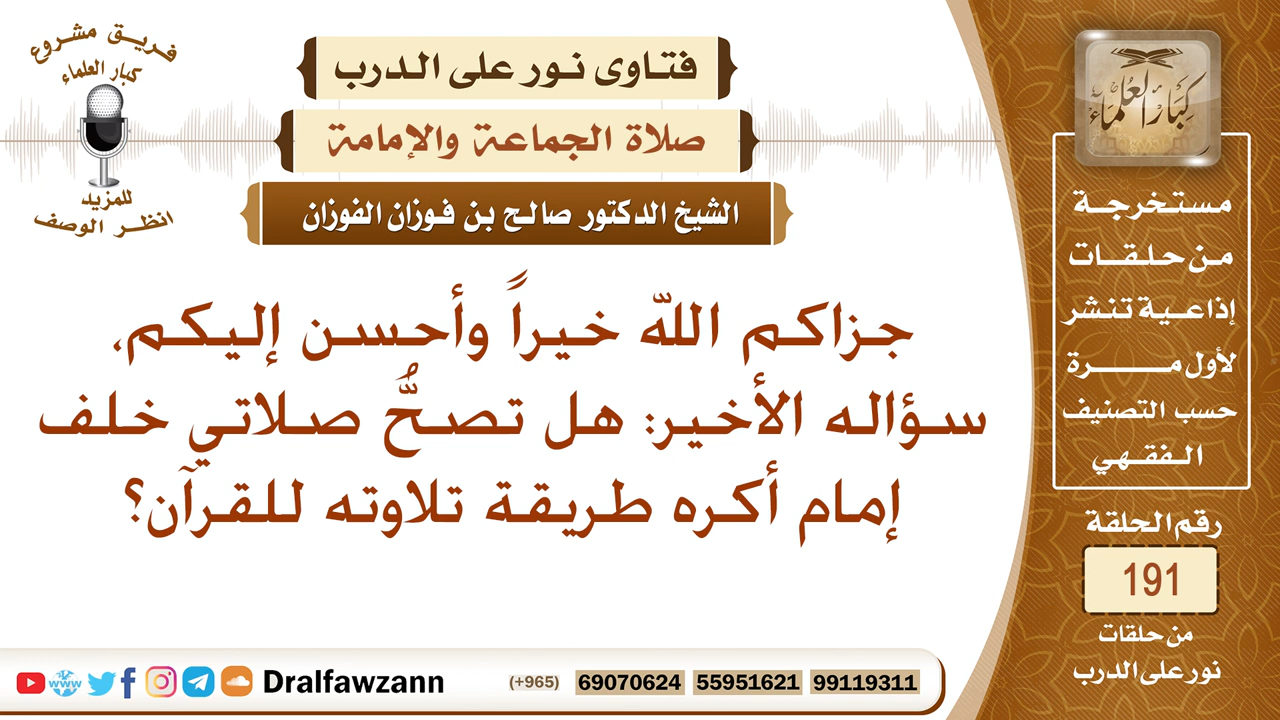 فريق مشروع
كبار العلماء
للمزيد
انظر الوصف
فتاوى نور على الدرب
صلاة الجماعة والإمامة
الشيخ الدكتور صالح بن فوزان الفوزان
جزاكم الله خيراً وأحسن إليكم،
سؤاله الأخير: هل تصحُّ صلاتي خلف
إمام أكره طريقة تلاوته للقرآن؟
كبار العلماء
مستخرجة
من حلقات
إذاعية تنشر
لأول مرة
حسب التصنيف
الفقهي
رقم الحلقة
191
من حلقات
نور على الدرب
www Dralfawzann (+965) 69070624 55951621 99119311